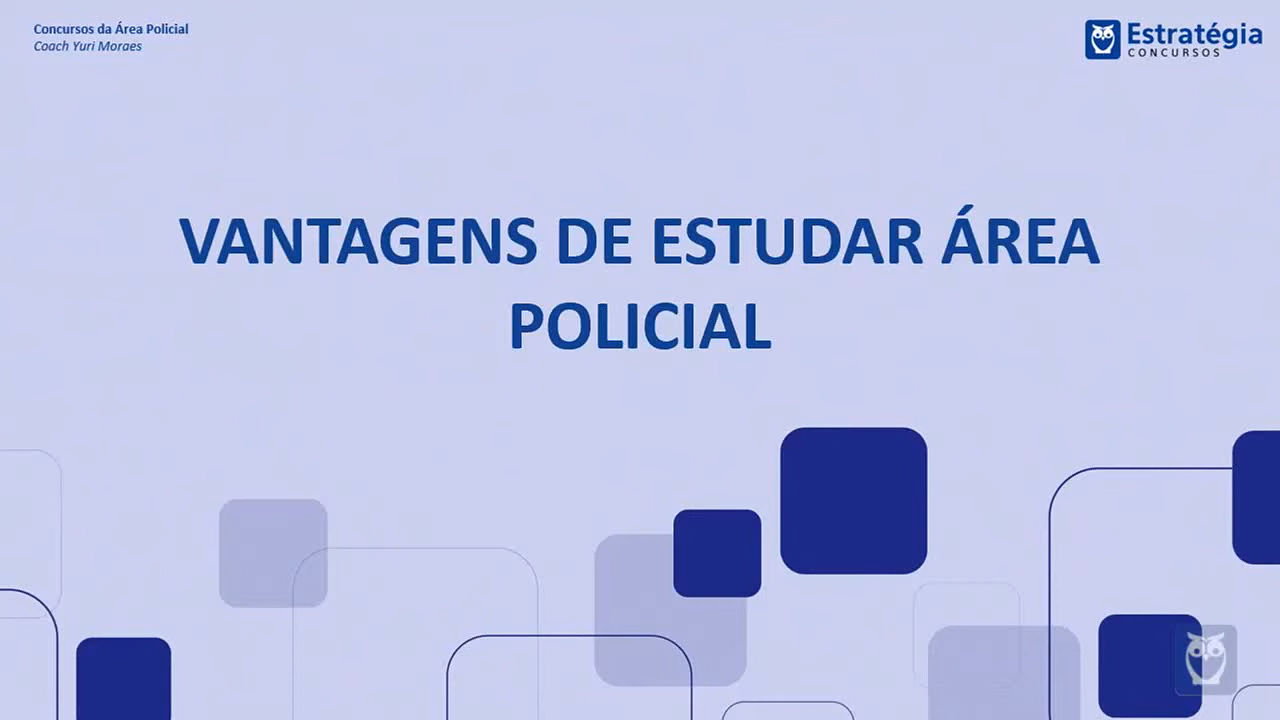 Concursos da Área Policial
Coach Yuri Moraes
Estratégia
CONCURSOS
VANTAGENS DE ESTUDAR ÁREA
POLICIAL